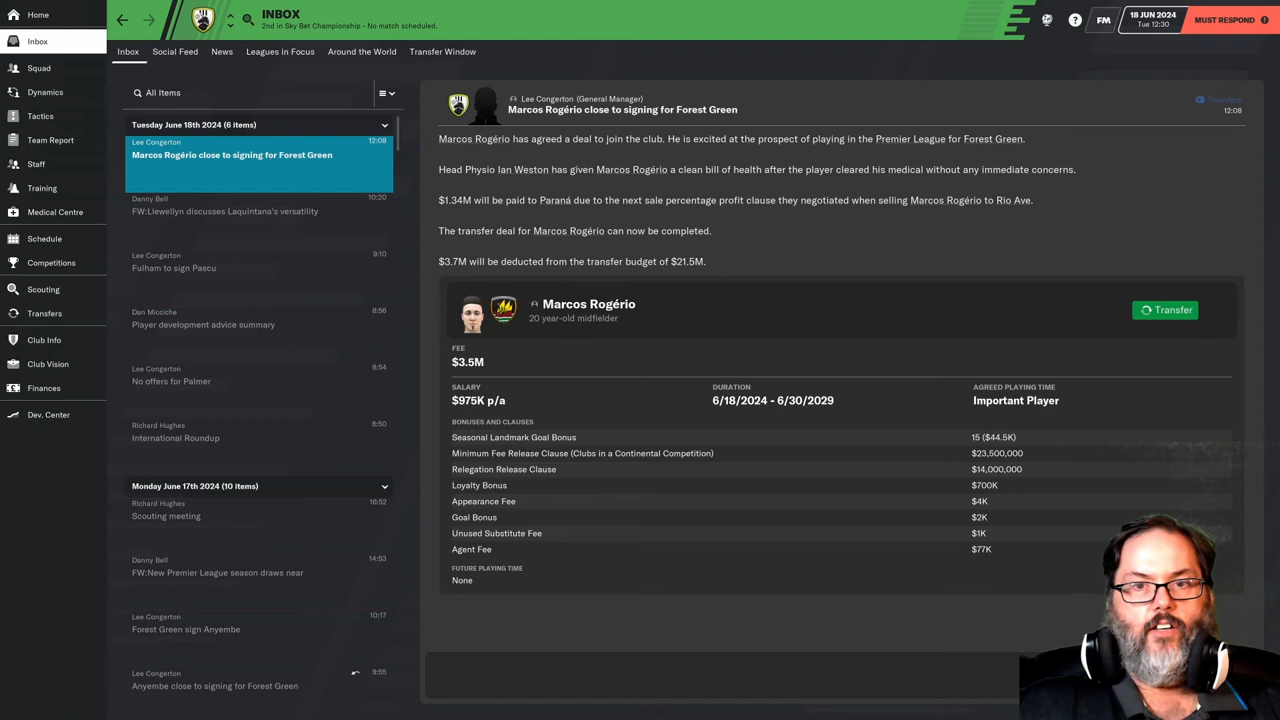 Home
Inbox
Squad
Dynamics
Tactics
Team Report
Staff
Training
Medical Centre
Schedule
Competitions
Scouting
Transfers
Club Info
Club Vision
Finances
Dev. Center
INBOX
2nd in Sky Bet Championship - No match scheduled.
?
FM
18 JUN 2024
Tue 12:30
MUST RESPOND
Inbox
Social Feed
News
Leagues in Focus
Around the World
Transfer Window
All Items
Tuesday June 18th 2024 (6 items)
Lee Congerton 12:08
Marcos Rogério close to signing for Forest Green
Danny Bell 10:20
FW:Llewellyn discusses Laquintana's versatility
Lee Congerton 9:10
Fulham to sign Pascu
Dan Micciche 8:56
Player development advice summary
Lee Congerton 8:54
No offers for Palmer
Richard Hughes 8:50
International Roundup
Monday June 17th 2024 (10 items)
Richard Hughes 16:52
Scouting meeting
Danny Bell 14:53
FW:New Premier League season draws near
Lee Congerton 10:17
Forest Green sign Anyembe
Lee Congerton 9:55
Anyembe close to signing for Forest Green
Lee Congerton (General Manager)
Marcos Rogério close to signing for Forest Green
Transfers
12:08
Marcos Rogério has agreed a deal to join the club. He is excited at the prospect of playing in the Premier League for Forest Green.
Head Physio Ian Weston has given Marcos Rogério a clean bill of health after the player cleared his medical without any immediate concerns.
$1.34M will be paid to Paraná due to the next sale percentage profit clause they negotiated when selling Marcos Rogério to Rio Ave.
The transfer deal for Marcos Rogério can now be completed.
$3.7M will be deducted from the transfer budget of $21.5M.
Marcos Rogério
20 year-old midfielder
Transfer
FEE
$3.5M
SALARY DURATION AGREED PLAYING TIME
$975K p/a 6/18/2024 - 6/30/2029 Important Player
BONUSES AND CLAUSES
Seasonal Landmark Goal Bonus 15 ($44.5K)
Minimum Fee Release Clause (Clubs in a Continental Competition) $23,500,000
Relegation Release Clause $14,000,000
Loyalty Bonus $700K
Appearance Fee $4K
Goal Bonus $2K
Unused Substitute Fee $1K
Agent Fee $77K
FUTURE PLAYING TIME
None